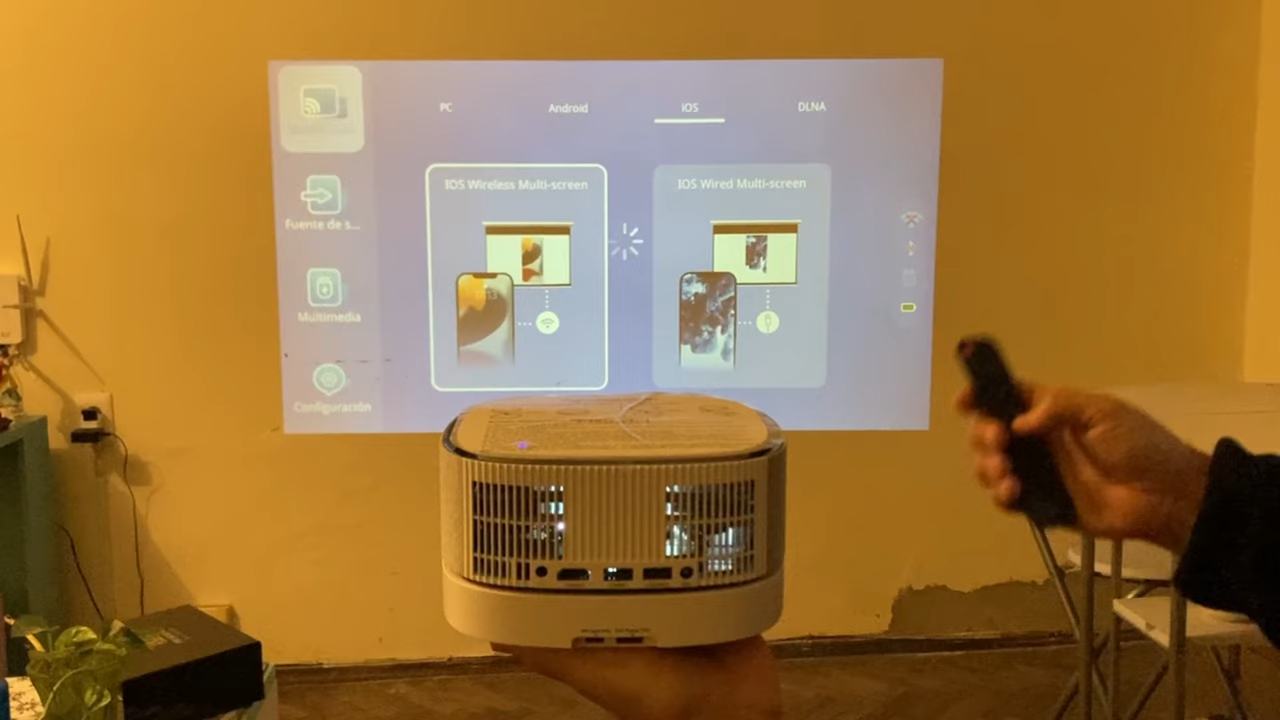 PC
Android
iOS
DLNA
IOS Wireless Multi-screen
IOS Wired Multi-screen
Fuente de s...
Multimedia
Configuración